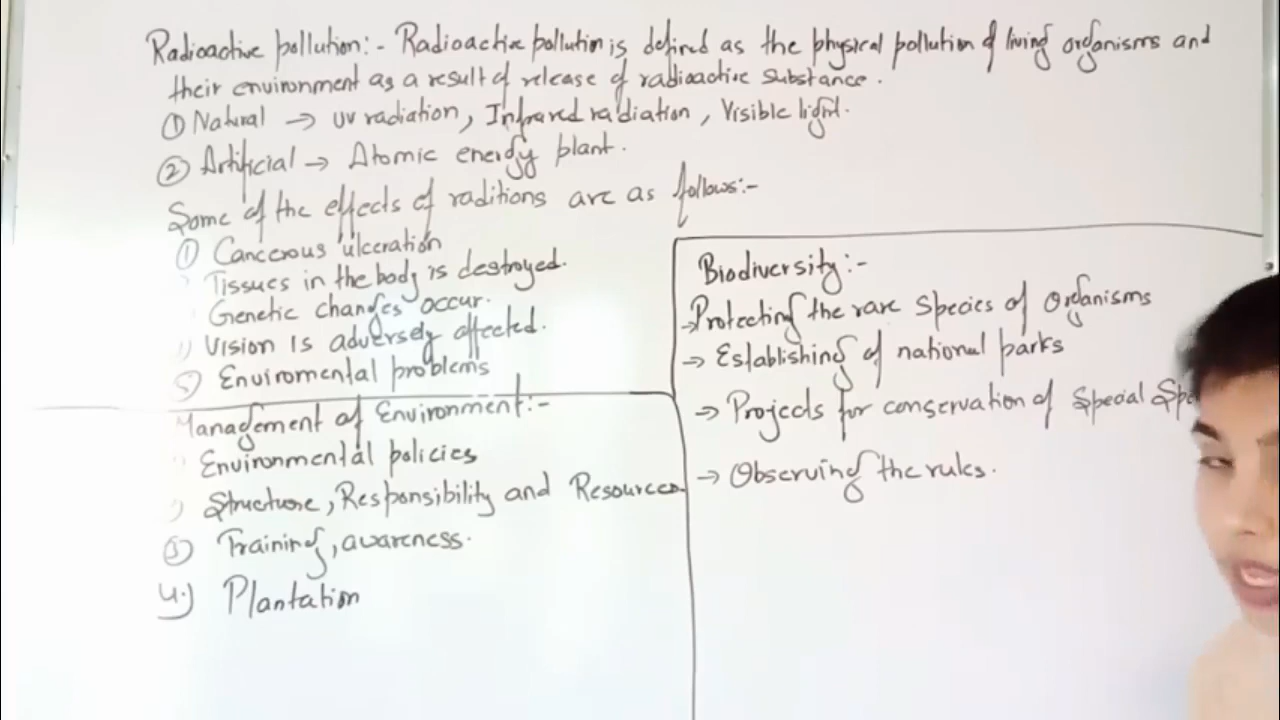 Radioactive pollution:- Radioactive pollution is defined as the physical pollution of living organisms and
their environment as a result of release of radioactive substance.
① Natural → UV radiation, Infrared radiation, Visible light.
② Artificial → Atomic energy plant.
Some of the effects of raditions are as follows:-
① Cancerous ulceration
Tissues in the body is destroyed.
Genetic changes occur.
) Vision is adversely affected.
5) Enviromental problems
Management of Environment:-
Environmental policies
) Structure, Responsibility and Resources
③ Training, awareness.
4.) Plantation
Biodiversity:-
→ Protecting the rare Species of Organisms
→ Establishing of national parks
→ Projects for conservation of Special Spe
→ Observing the rules.